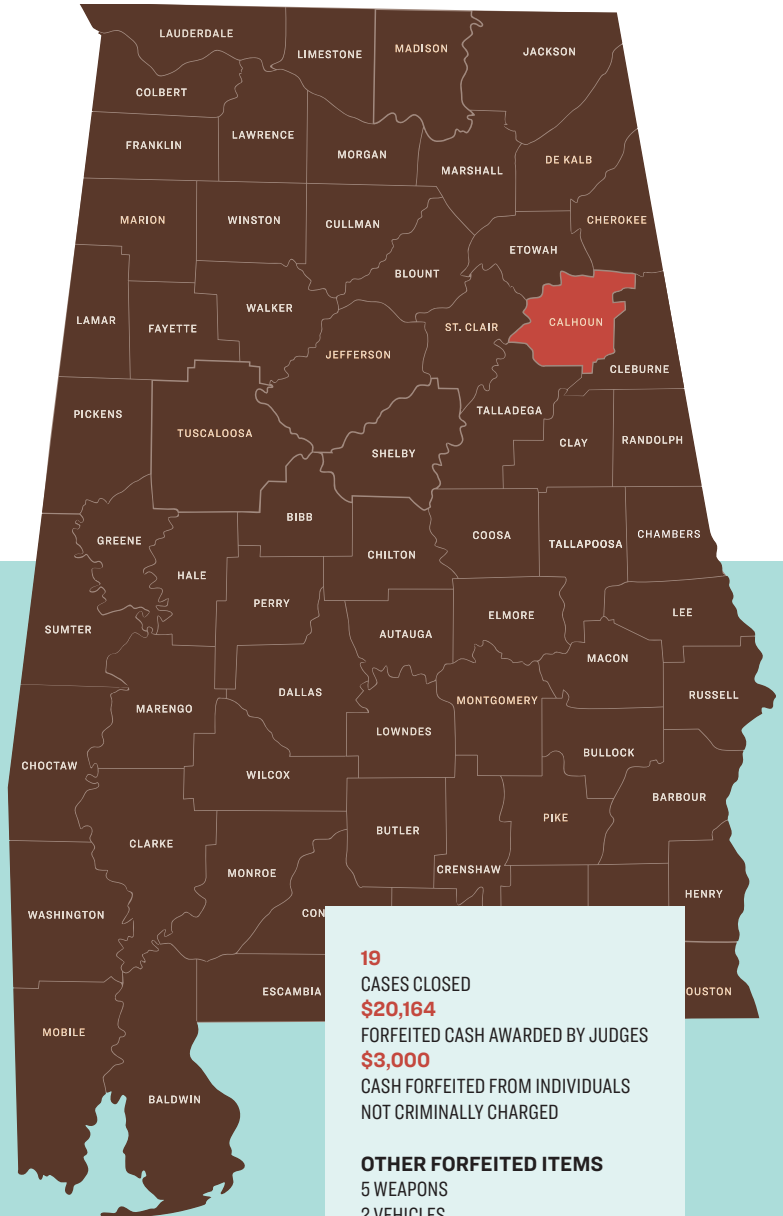 LAUDERDALE
LIMESTONE
MADISON
JACKSON
COLBERT
FRANKLIN
LAWRENCE
MORGAN
MARSHALL
DE KALB
MARION
WINSTON
CULLMAN
CHEROKEE
ETOWAH
BLOUNT
LAMAR
FAYETTE
WALKER
JEFFERSON
ST. CLAIR
CALHOUN
CLEBURNE
PICKENS
TUSCALOOSA
SHELBY
TALLADEGA
CLAY
RANDOLPH
GREENE
HALE
BIBB
CHILTON
COOSA
TALLAPOOSA
CHAMBERS
SUMTER
PERRY
AUTAUGA
ELMORE
LEE
MACON
MARENGO
DALLAS
LOWNDES
MONTGOMERY
RUSSELL
CHOCTAW
WILCOX
BULLOCK
BARBOUR
CLARKE
MONROE
BUTLER
CRENSHAW
PIKE
HENRY
WASHINGTON
CON
ESCAMBIA
OUSTON
MOBILE
BALDWIN
19
CASES CLOSED
$20,164
FORFEITED CASH AWARDED BY JUDGES
$3,000
CASH FORFEITED FROM INDIVIDUALS
NOT CRIMINALLY CHARGED
OTHER FORFEITED ITEMS
5 WEAPONS
2 VEHICLES